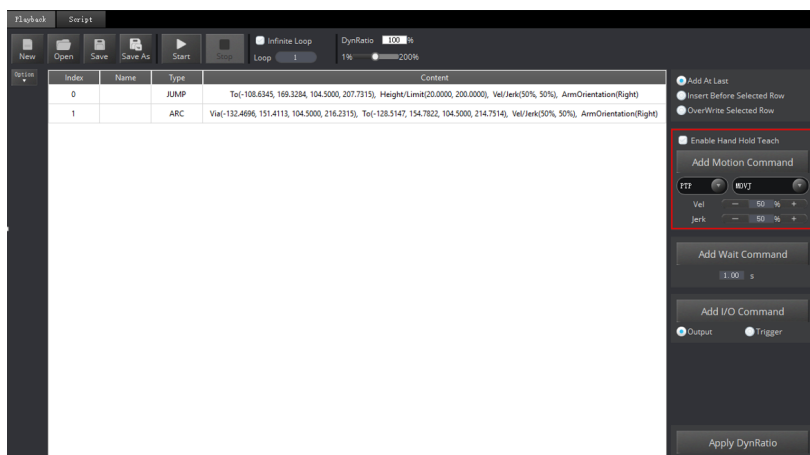 Playback Script
New Open Save Save As Start Stop Infinite Loop Loop 1 DynRatio 100 % 1% 200%
Option
Index Name Type Content
0 JUMP To(-108.6345, 169.3284, 104.5000, 207.7315), Height/Limit(20.0000, 200.0000), Vel/Jerk(50%, 50%), ArmOrientation(Right)
1 ARC Via(-132.4696, 151.4113, 104.5000, 216.2315), To(-128.5147, 154.7822, 104.5000, 214.7514), Vel/Jerk(50%, 50%), ArmOrientation(Right)
Add At Last
Insert Before Selected Row
OverWrite Selected Row
Enable Hand Hold Teach
Add Motion Command
PTP MOVJ
Vel − 50 % +
Jerk − 50 % +
Add Wait Command
1.00 s
Add I/O Command
Output Trigger
Apply DynRatio